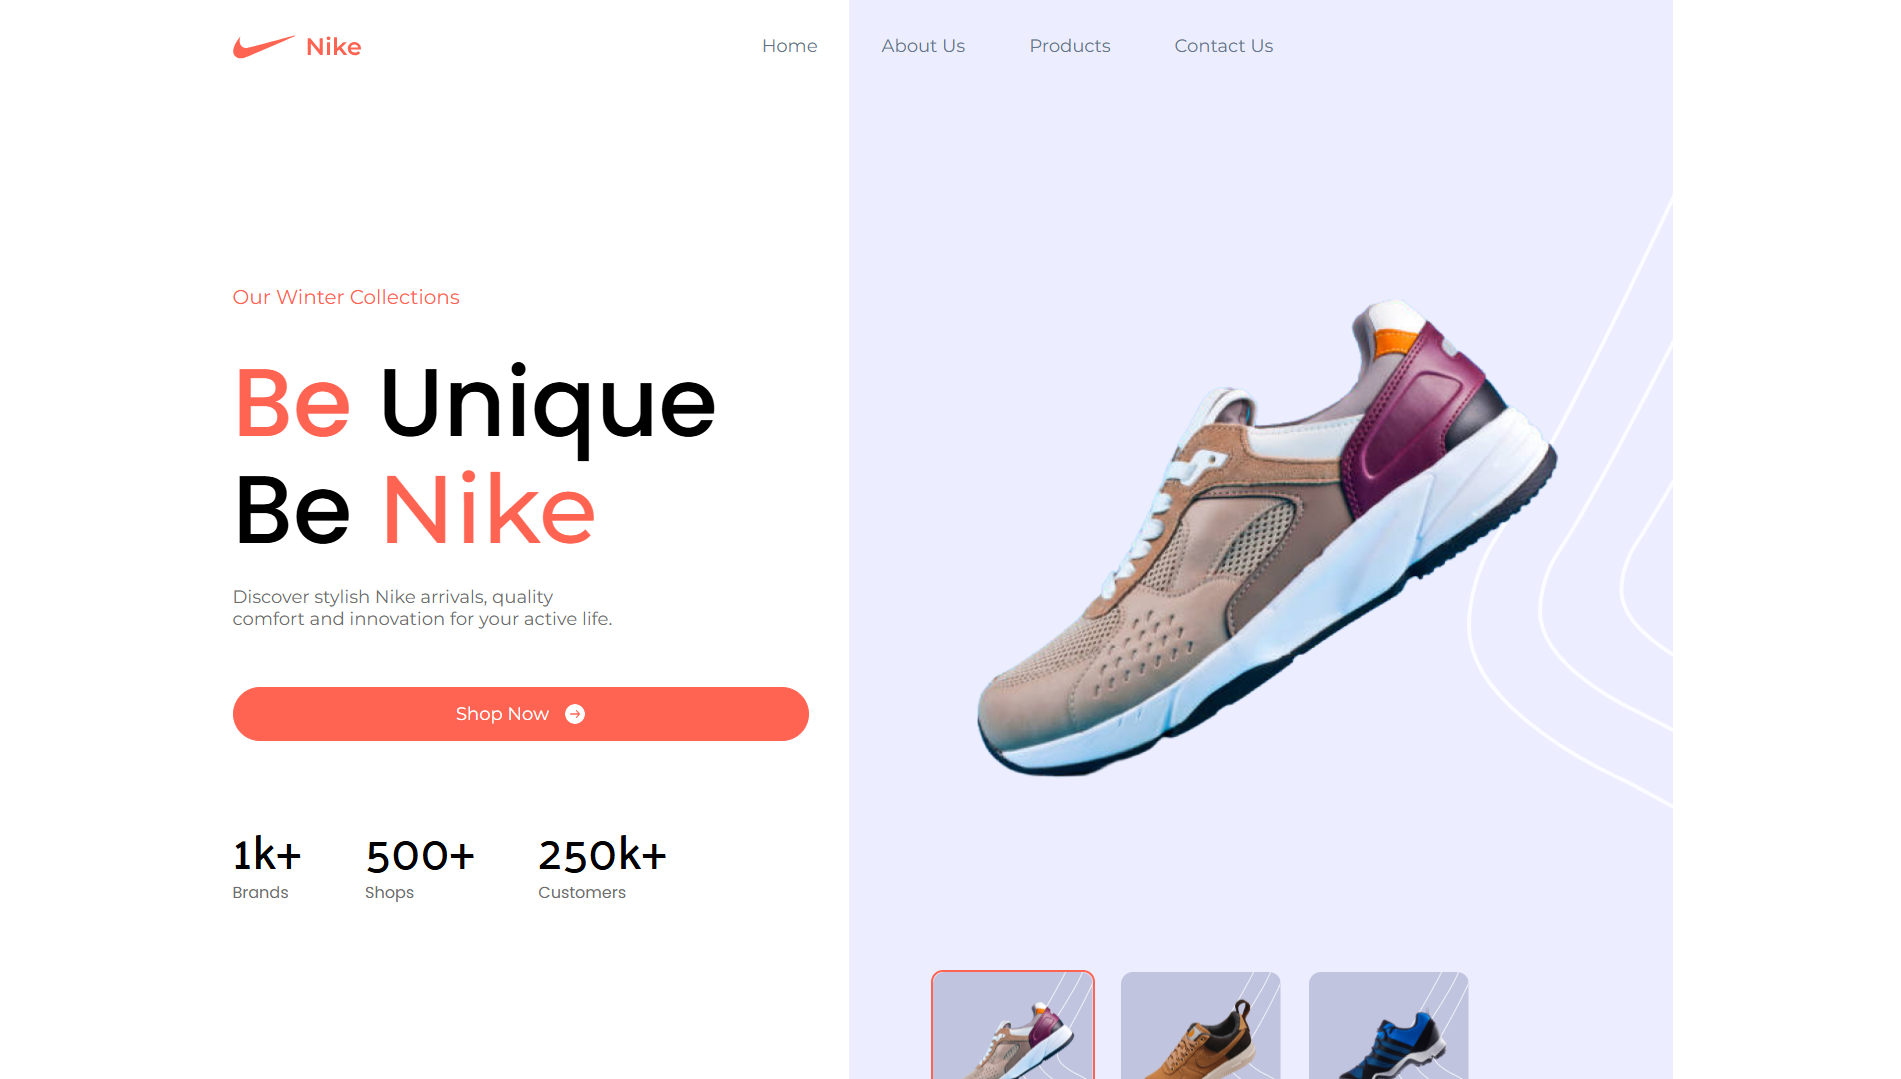 Nike
Home
About Us
Products
Contact Us
Our Winter Collections
Be Unique
Be Nike
Discover stylish Nike arrivals, quality
comfort and innovation for your active life.
Shop Now
1k+
Brands
500+
Shops
250k+
Customers